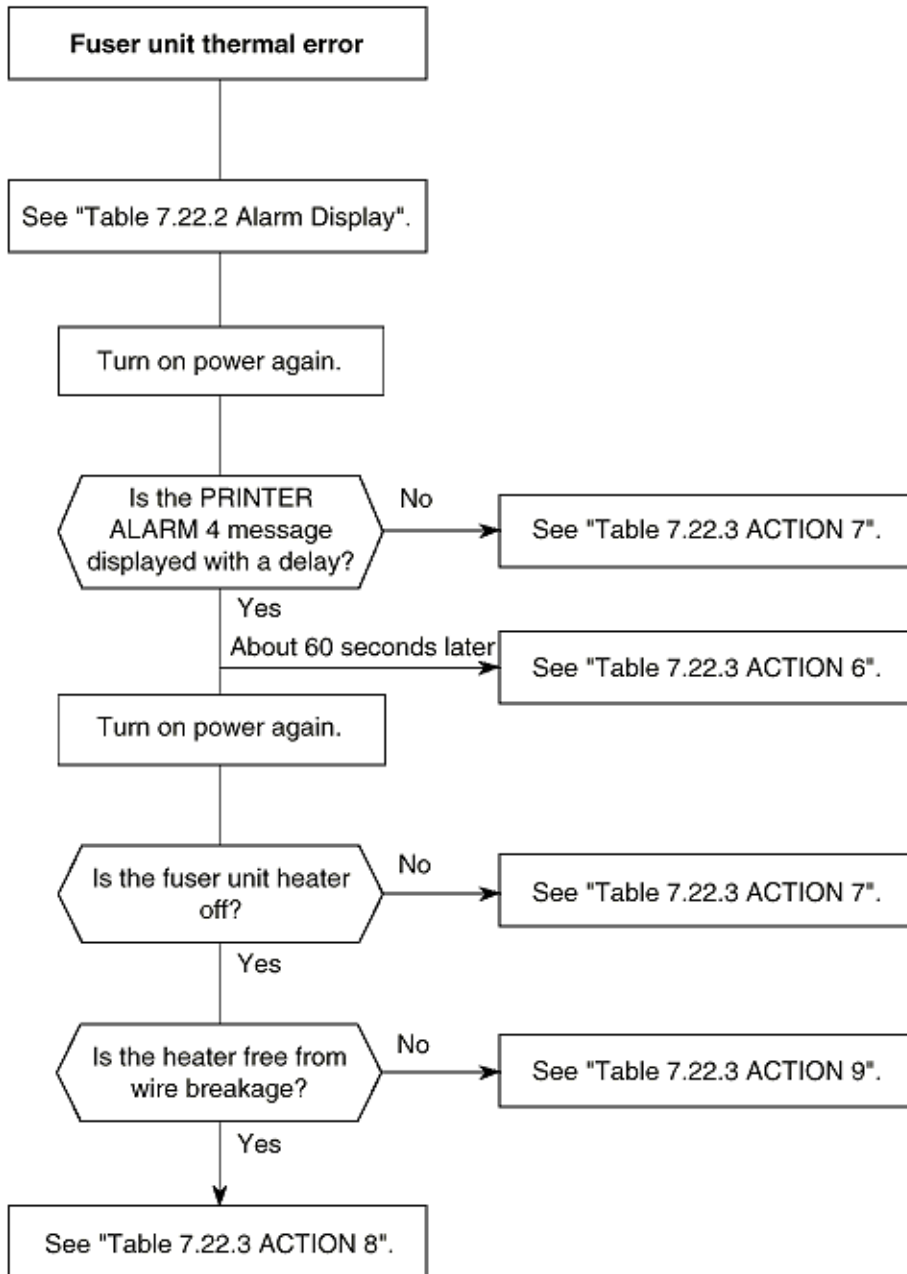 Fuser unit thermal error
See "Table 7.22.2 Alarm Display".
Turn on power again.
Is the PRINTER
ALARM 4 message
displayed with a delay?
No
See "Table 7.22.3 ACTION 7".
Yes
About 60 seconds later
See "Table 7.22.3 ACTION 6".
Turn on power again.
Is the fuser unit heater
off?
No
See "Table 7.22.3 ACTION 7".
Yes
Is the heater free from
wire breakage?
No
See "Table 7.22.3 ACTION 9".
Yes
See "Table 7.22.3 ACTION 8".